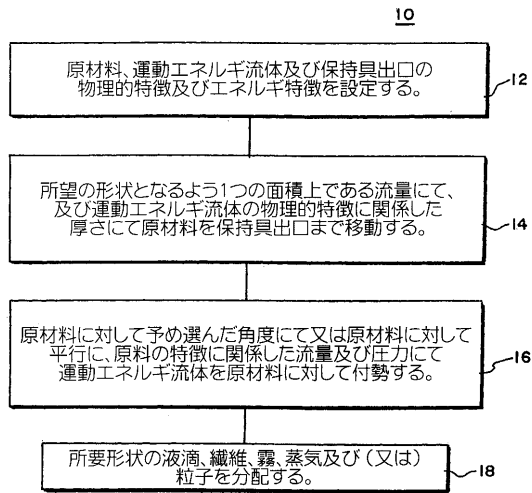 10
原材料、運動エネルギ流体及び保持具出口の
物理的特徴及びエネルギ特徴を設定する。
12
所望の形状となるよう1つの面積上である流量にて、
及び運動エネルギ流体の物理的特徴に関係した
厚さにて原材料を保持具出口まで移動する。
14
原材料に対して予め選んだ角度にて又は原材料に対して
平行に、原料の特徴に関係した流量及び圧力にて
運動エネルギ流体を原材料に対して付勢する。
16
所要形状の液滴、繊維、霧、蒸気及び(又は)
粒子を分配する。
18